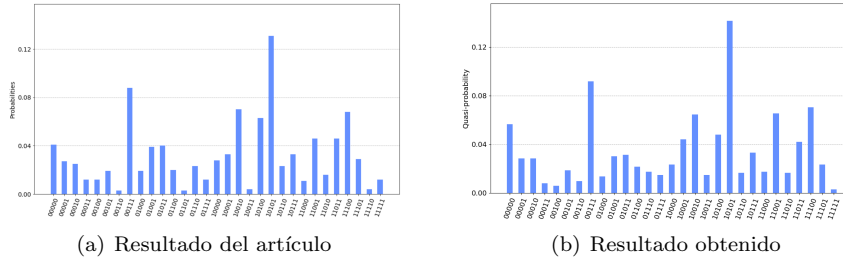 Probabilities
0.12
0.08
0.04
0.00
00000 00001 00010 00011 00100 00101 00110 00111 01000 01001 01011 01100 01101 01110 01111 10000 10001 10010 10011 10100 10101 10110 10111 11000 11001 11010 11011 11100 11101 11110 11111
(a) Resultado del artículo
Quasi-probability
0.12
0.08
0.04
0.00
00000 00001 00010 00011 00100 00101 00110 00111 01000 01001 01011 01100 01110 01111 10000 10001 10010 10011 10100 10101 10110 10111 11000 11001 11010 11011 11100 11101 11111
(b) Resultado obtenido